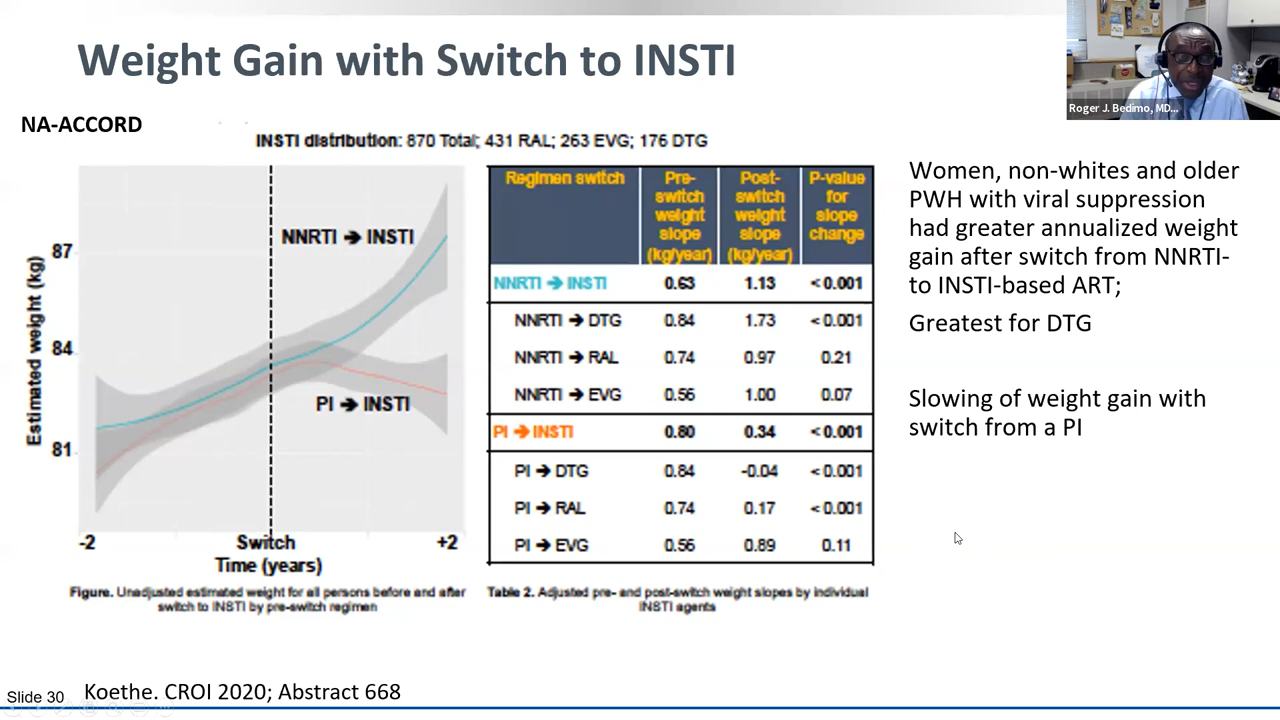 Weight Gain with Switch to INSTI
Roger J. Bedimo, MD...
NA-ACCORD
INSTI distribution: 870 Total; 431 RAL; 263 EVG; 176 DTG
Estimated weight (kg)
87
84
81
NNRTI ➔ INSTI
PI ➔ INSTI
-2 Switch +2
Time (years)
Figure. Unadjusted estimated weight for all persons before and after
switch to INSTI by pre-switch regimen
Regimen switch Pre-switch weight slope (kg/year) Post-switch weight slope (kg/year) P-value for slope change
NNRTI ➔ INSTI 0.63 1.13 <0.001
NNRTI ➔ DTG 0.84 1.73 <0.001
NNRTI ➔ RAL 0.74 0.97 0.21
NNRTI ➔ EVG 0.56 1.00 0.07
PI ➔ INSTI 0.80 0.34 <0.001
PI ➔ DTG 0.84 -0.04 <0.001
PI ➔ RAL 0.74 0.17 <0.001
PI ➔ EVG 0.56 0.89 0.11
Table 2. Adjusted pre- and post-switch weight slopes by individual
INSTI agents
Women, non-whites and older
PWH with viral suppression
had greater annualized weight
gain after switch from NNRTI-
to INSTI-based ART;
Greatest for DTG
Slowing of weight gain with
switch from a PI
Slide 30
Koethe. CROI 2020; Abstract 668